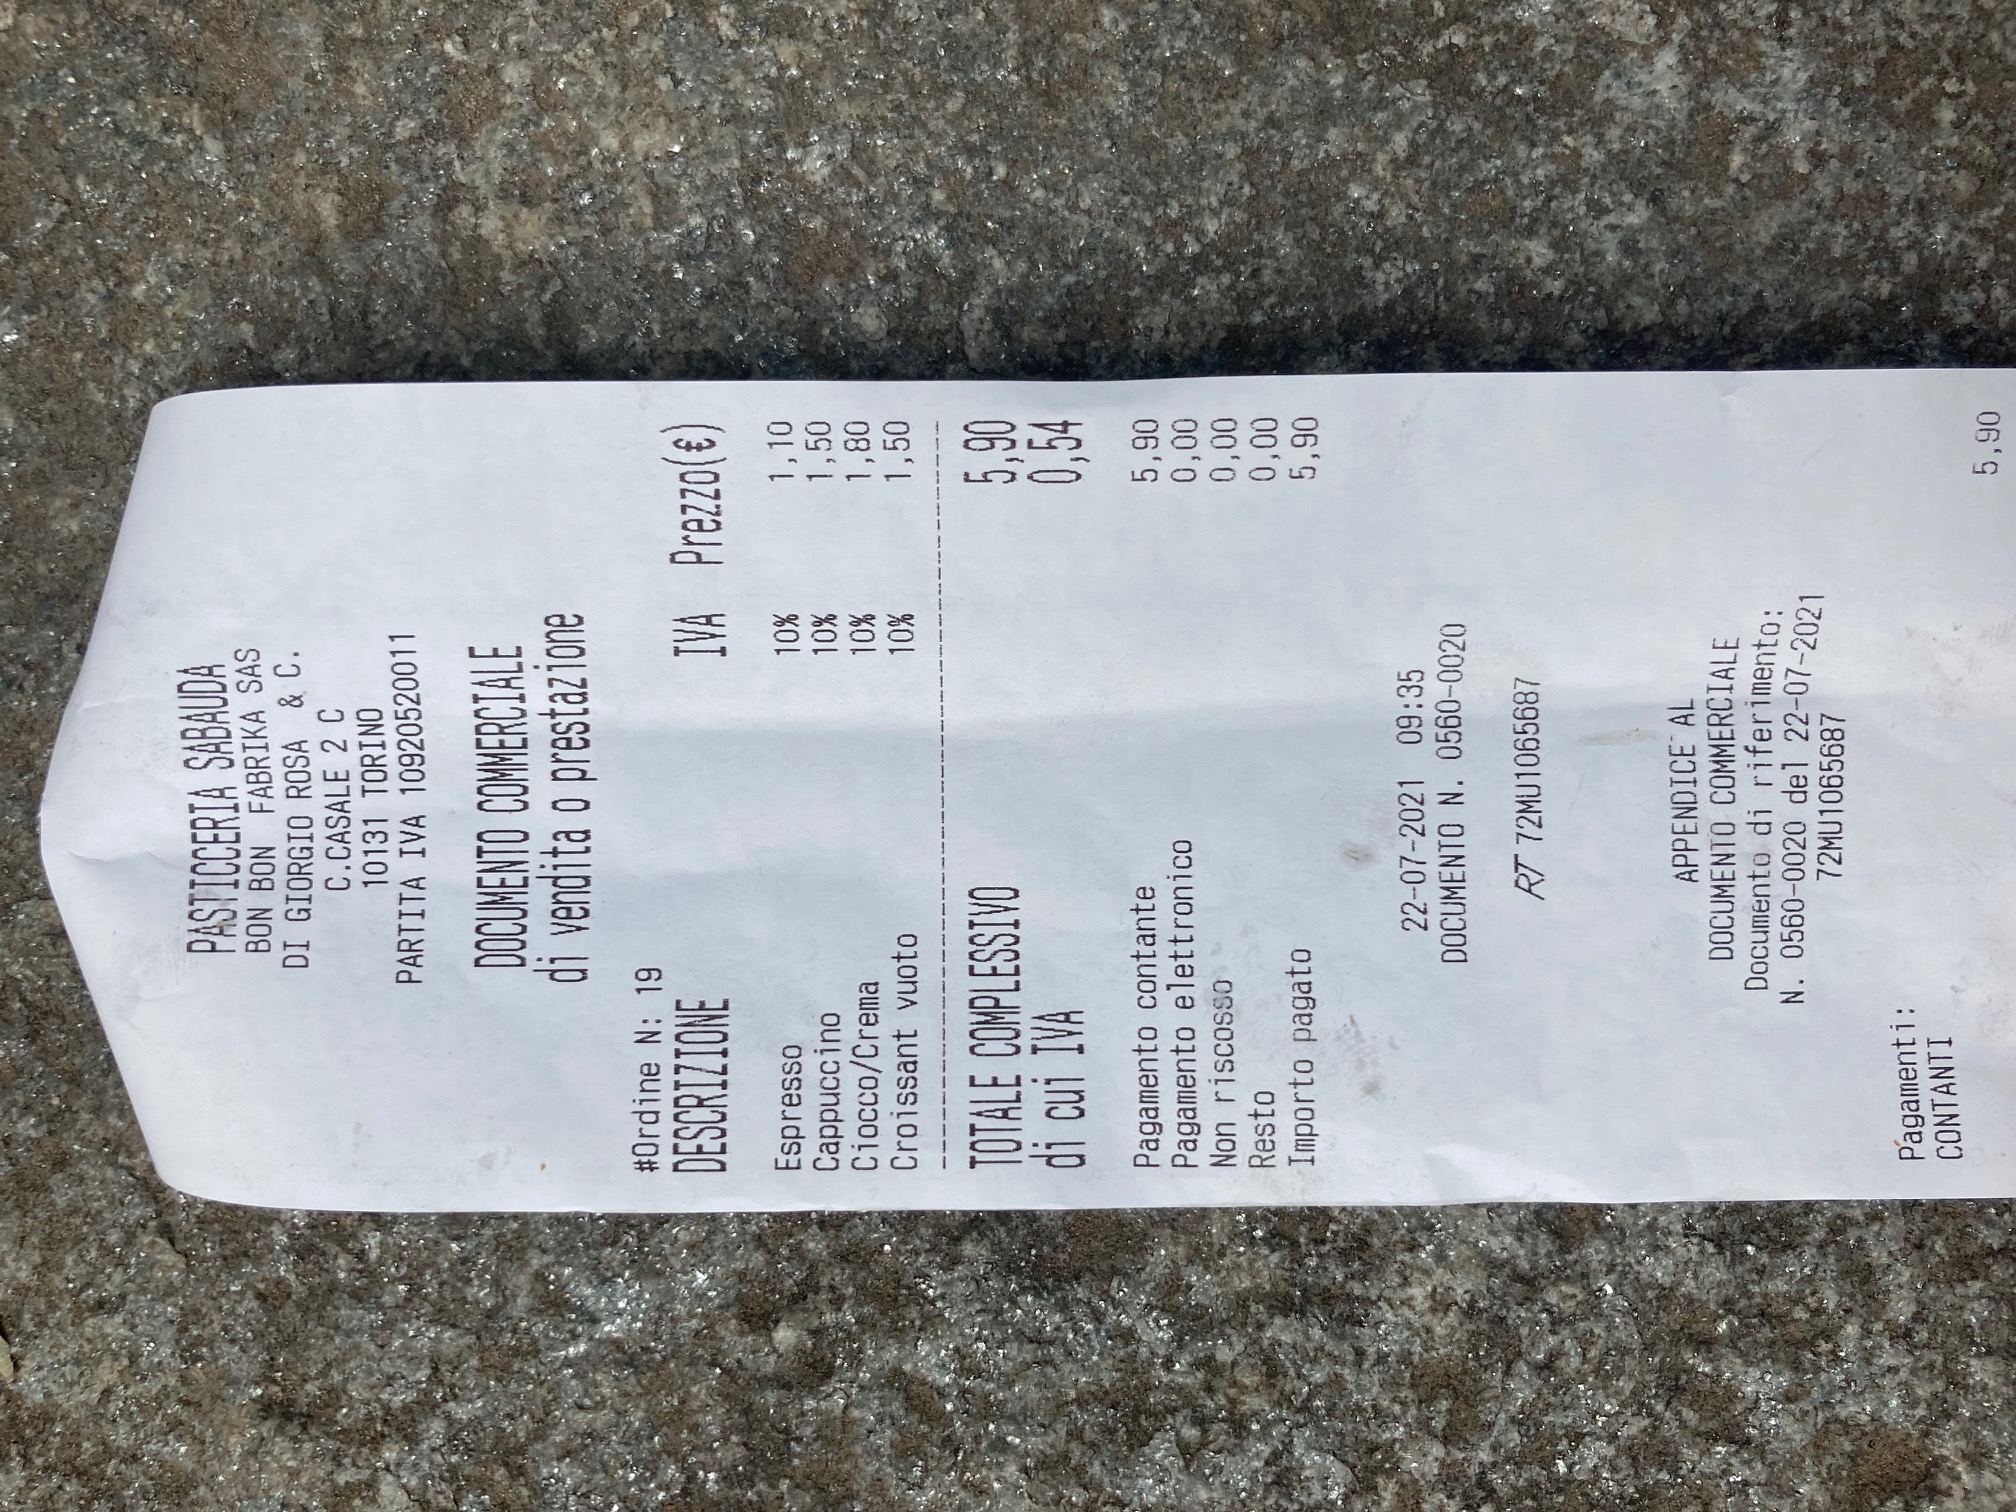 PASTICCERIA SABAUDA
BON BON FABRIKA SAS
DI GIORGIO ROSA & C.
C.CASALE 2 C
10131 TORINO
PARTITA IVA 10920520011
DOCUMENTO COMMERCIALE
di vendita o prestazione
#Ordine N: 19
DESCRIZIONE IVA Prezzo(€)
Espresso 10% 1,10
Cappuccino 10% 1,50
Ciocco/Crema 10% 1,80
Croissant vuoto 10% 1,50
TOTALE COMPLESSIVO 5,90
di cui IVA 0,54
Pagamento contante 5,90
Pagamento elettronico 0,00
Non riscosso 0,00
Resto 0,00
Importo pagato 5,90
22-07-2021 09:35
DOCUMENTO N. 0560-0020
RT 72MU1065687
APPENDICE AL
DOCUMENTO COMMERCIALE
Documento di riferimento:
N. 0560-0020 del 22-07-2021
72MU1065687
Pagamenti:
CONTANTI 5,90